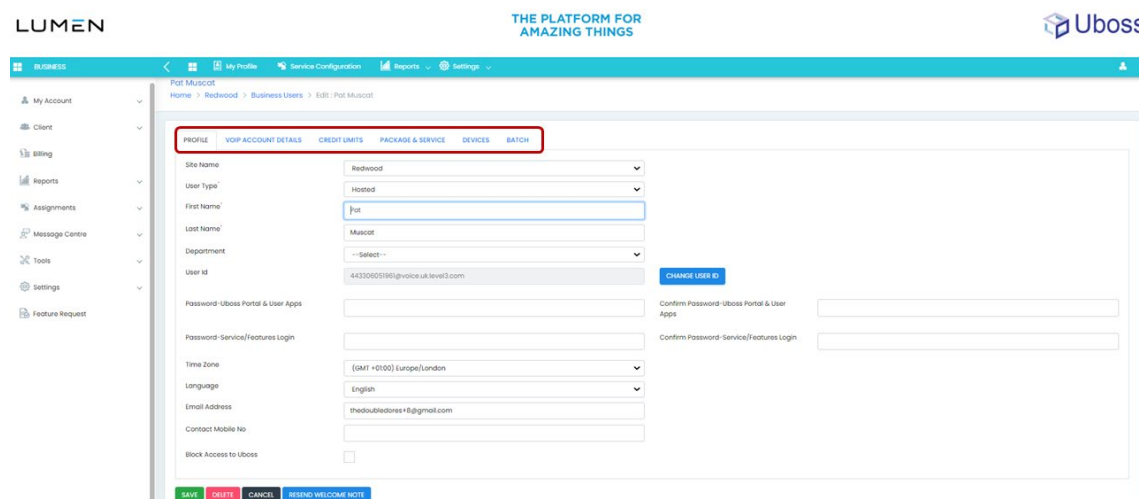 LUMEN
THE PLATFORM FOR
AMAZING THINGS
Uboss
BUSINESS
My Profile
Service Configuration
Reports
Settings
Pat Muscat
Home > Redwood > Business Users > Edit : Pat Muscat
My Account
Client
Billing
Reports
Assignments
Message Centre
Tools
Settings
Feature Request
PROFILE
VOIP ACCOUNT DETAILS
CREDIT LIMITS
PACKAGE & SERVICE
DEVICES
BATCH
Site Name
Redwood
User Type*
Hosted
First Name*
Pat
Last Name*
Muscat
Department
--Select--
User Id
443306051961@voice.uk.level3.com
CHANGE USER ID
Password-Uboss Portal & User Apps
Confirm Password-Uboss Portal & User
Apps
Password-Service/Features Login
Confirm Password-Service/Features Login
Time Zone
(GMT +01:00) Europe/London
Language
English
Email Address
thedoubledores+8@gmail.com
Contact Mobile No
Block Access to Uboss
SAVE
DELETE
CANCEL
RESEND WELCOME NOTE